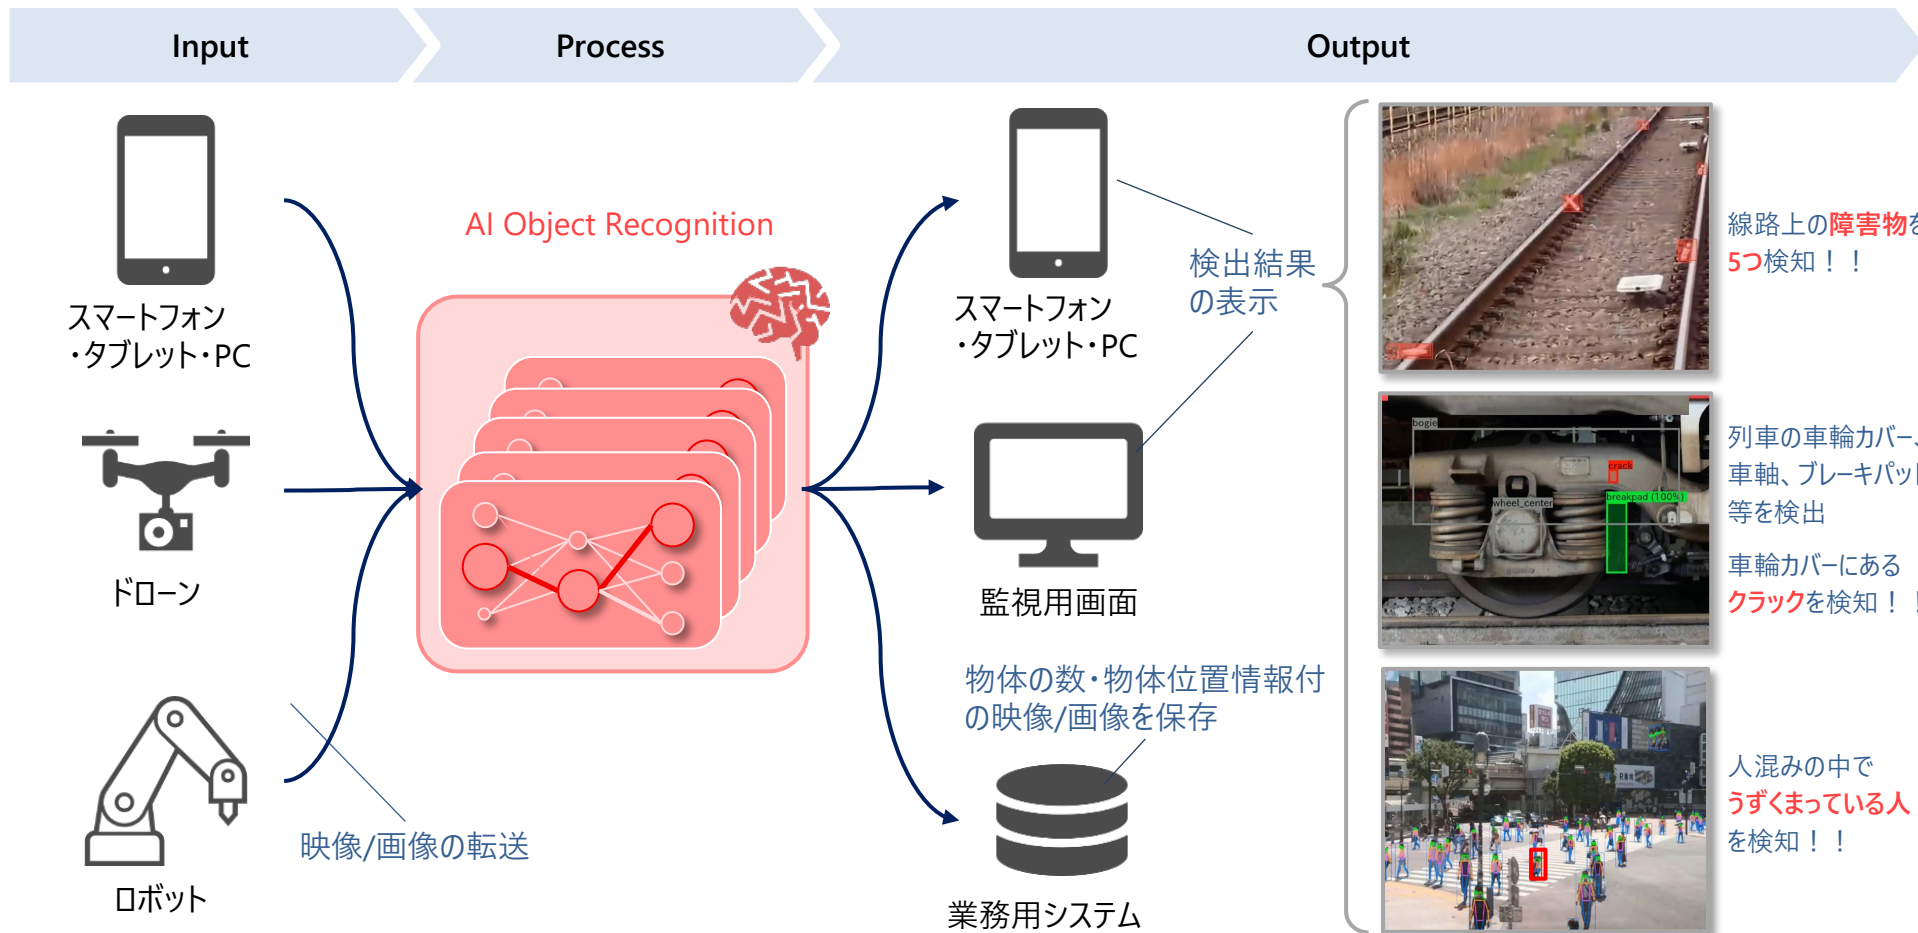 Input
Process
Output
スマートフォン
・タブレット・PC
ドローン
ロボット
映像/画像の転送
AI Object Recognition
スマートフォン
・タブレット・PC
監視用画面
物体の数・物体位置情報付
の映像/画像を保存
業務用システム
検出結果
の表示
線路上の障害物を
5つ検知！！
bogie
crack
breakpad (100%)
wheel_center
列車の車輪カバー、
車軸、ブレーキパッド
等を検出
車輪カバーにある
クラックを検知！！
人混みの中で
うずくまっている人
を検知！！